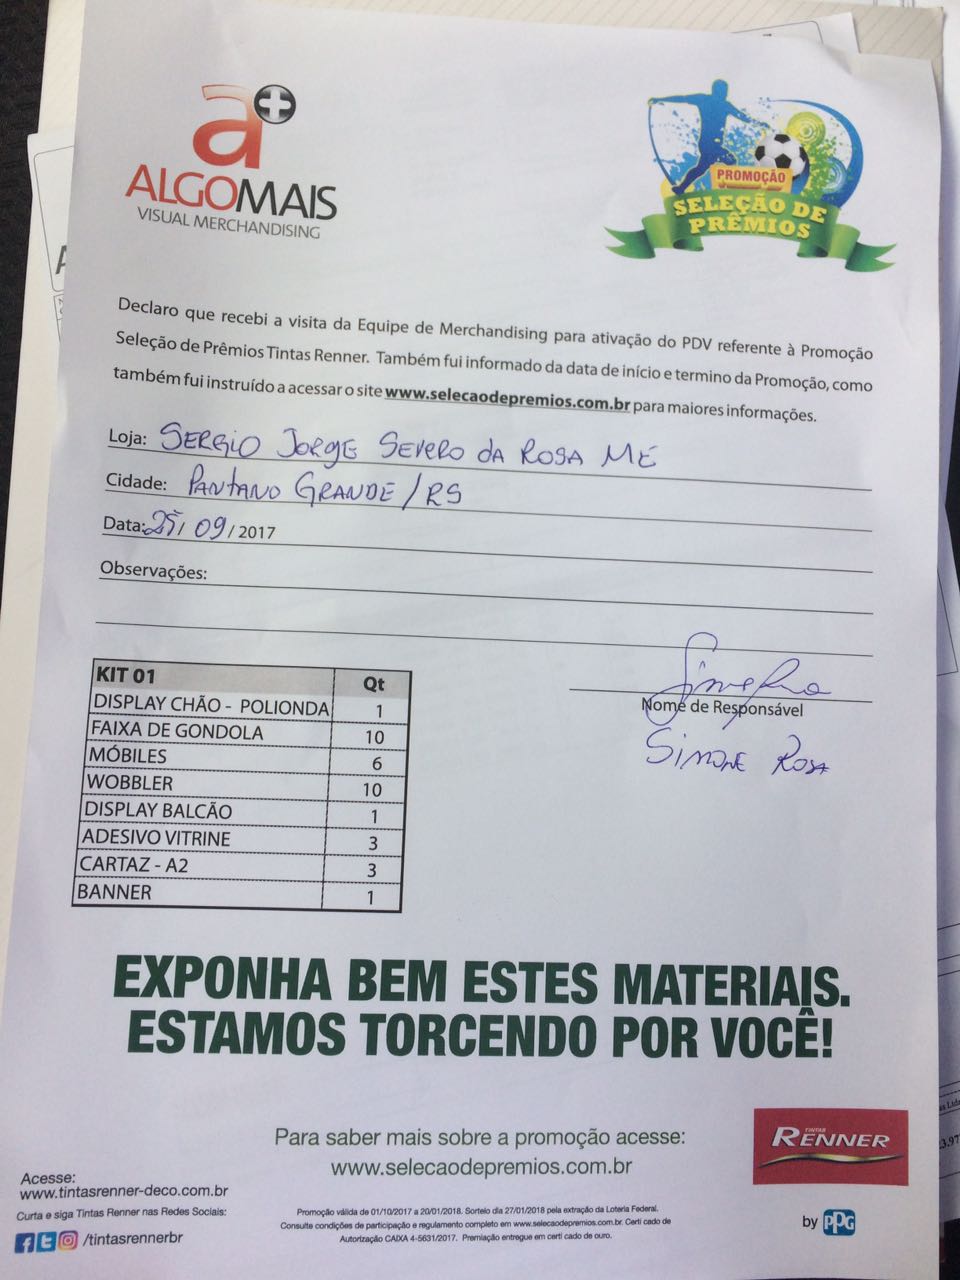 a+
ALGOMAIS
VISUAL MERCHANDISING
PROMOÇÃO
SELEÇÃO DE
PRÊMIOS
Declaro que recebi a visita da Equipe de Merchandising para ativação do PDV referente à Promoção
Seleção de Prêmios Tintas Renner. Também fui informado da data de início e termino da Promoção, como
também fui instruído a acessar o site www.selecaodepremios.com.br para maiores informações.
Loja: SERGIO JORGE SEVERO DA ROSA ME
Cidade: PANTANO GRANDE/RS
Data: 25/09/2017
Observações:
KIT 01 Qt
DISPLAY CHÃO - POLIONDA 1
FAIXA DE GONDOLA 10
MÓBILES 6
WOBBLER 10
DISPLAY BALCÃO 1
ADESIVO VITRINE 3
CARTAZ - A2 3
BANNER 1
Nome de Responsável
SIMONE ROSA
EXPONHA BEM ESTES MATERIAIS.
ESTAMOS TORCENDO POR VOCÊ!
Para saber mais sobre a promoção acesse:
www.selecaodepremios.com.br
TINTAS
RENNER
by PPG
Acesse:
www.tintasrenner-deco.com.br
Curta e siga Tintas Renner nas Redes Sociais:
/tintasrennerbr
Promoção válida de 01/10/2017 a 20/01/2018. Sorteio dia 27/01/2018 pela extração da Loteria Federal.
Consulte condições de participação e regulamento completo em www.selecaodepremios.com.br. Certi cado de
Autorização CAIXA 4-5631/2017. Premiação entregue em certi cado de ouro.